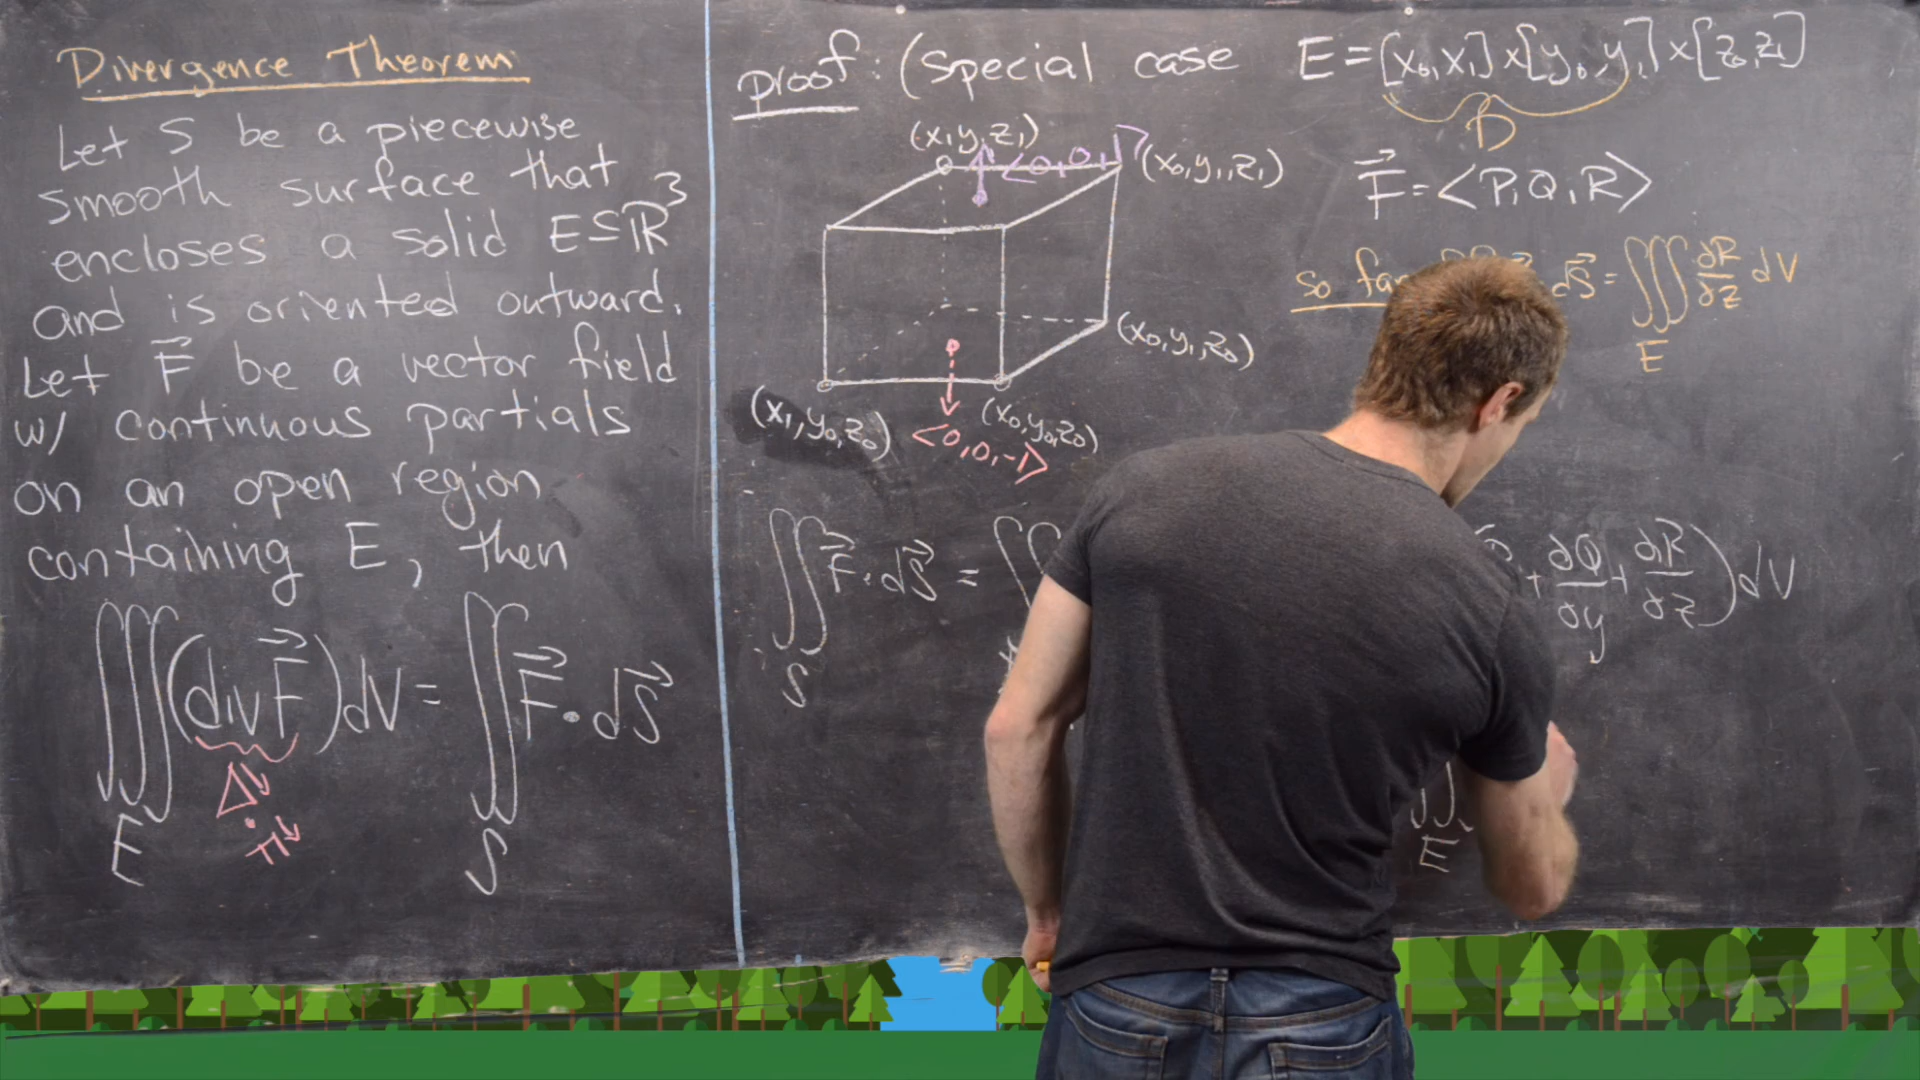 Divergence Theorem
Let S be a piecewise
smooth surface that
encloses a solid E⊆ℝ³
and is oriented outward.
Let F⃗ be a vector field
w/ continuous partials
on an open region
containing E, then
∭(div F⃗)dV = ∬F⃗·dS⃗
E S
proof: (special case E=[x₀,x₁]×[y₀,y₁]×[z₀,z₁]
D
(x₁,y₁,z₁)
<0,0,1>
(x₀,y₁,z₁)
F⃗=<P,Q,R>
so far dS⃗=∭∂R/∂z dV
E
(x₀,y₁,z₀)
(x₁,y₀,z₀)
(x₀,y₀,z₀)
<0,0,-1>
∬F⃗·dS⃗ = ∬
S
+∂Q/∂y+∂R/∂z)dV
E